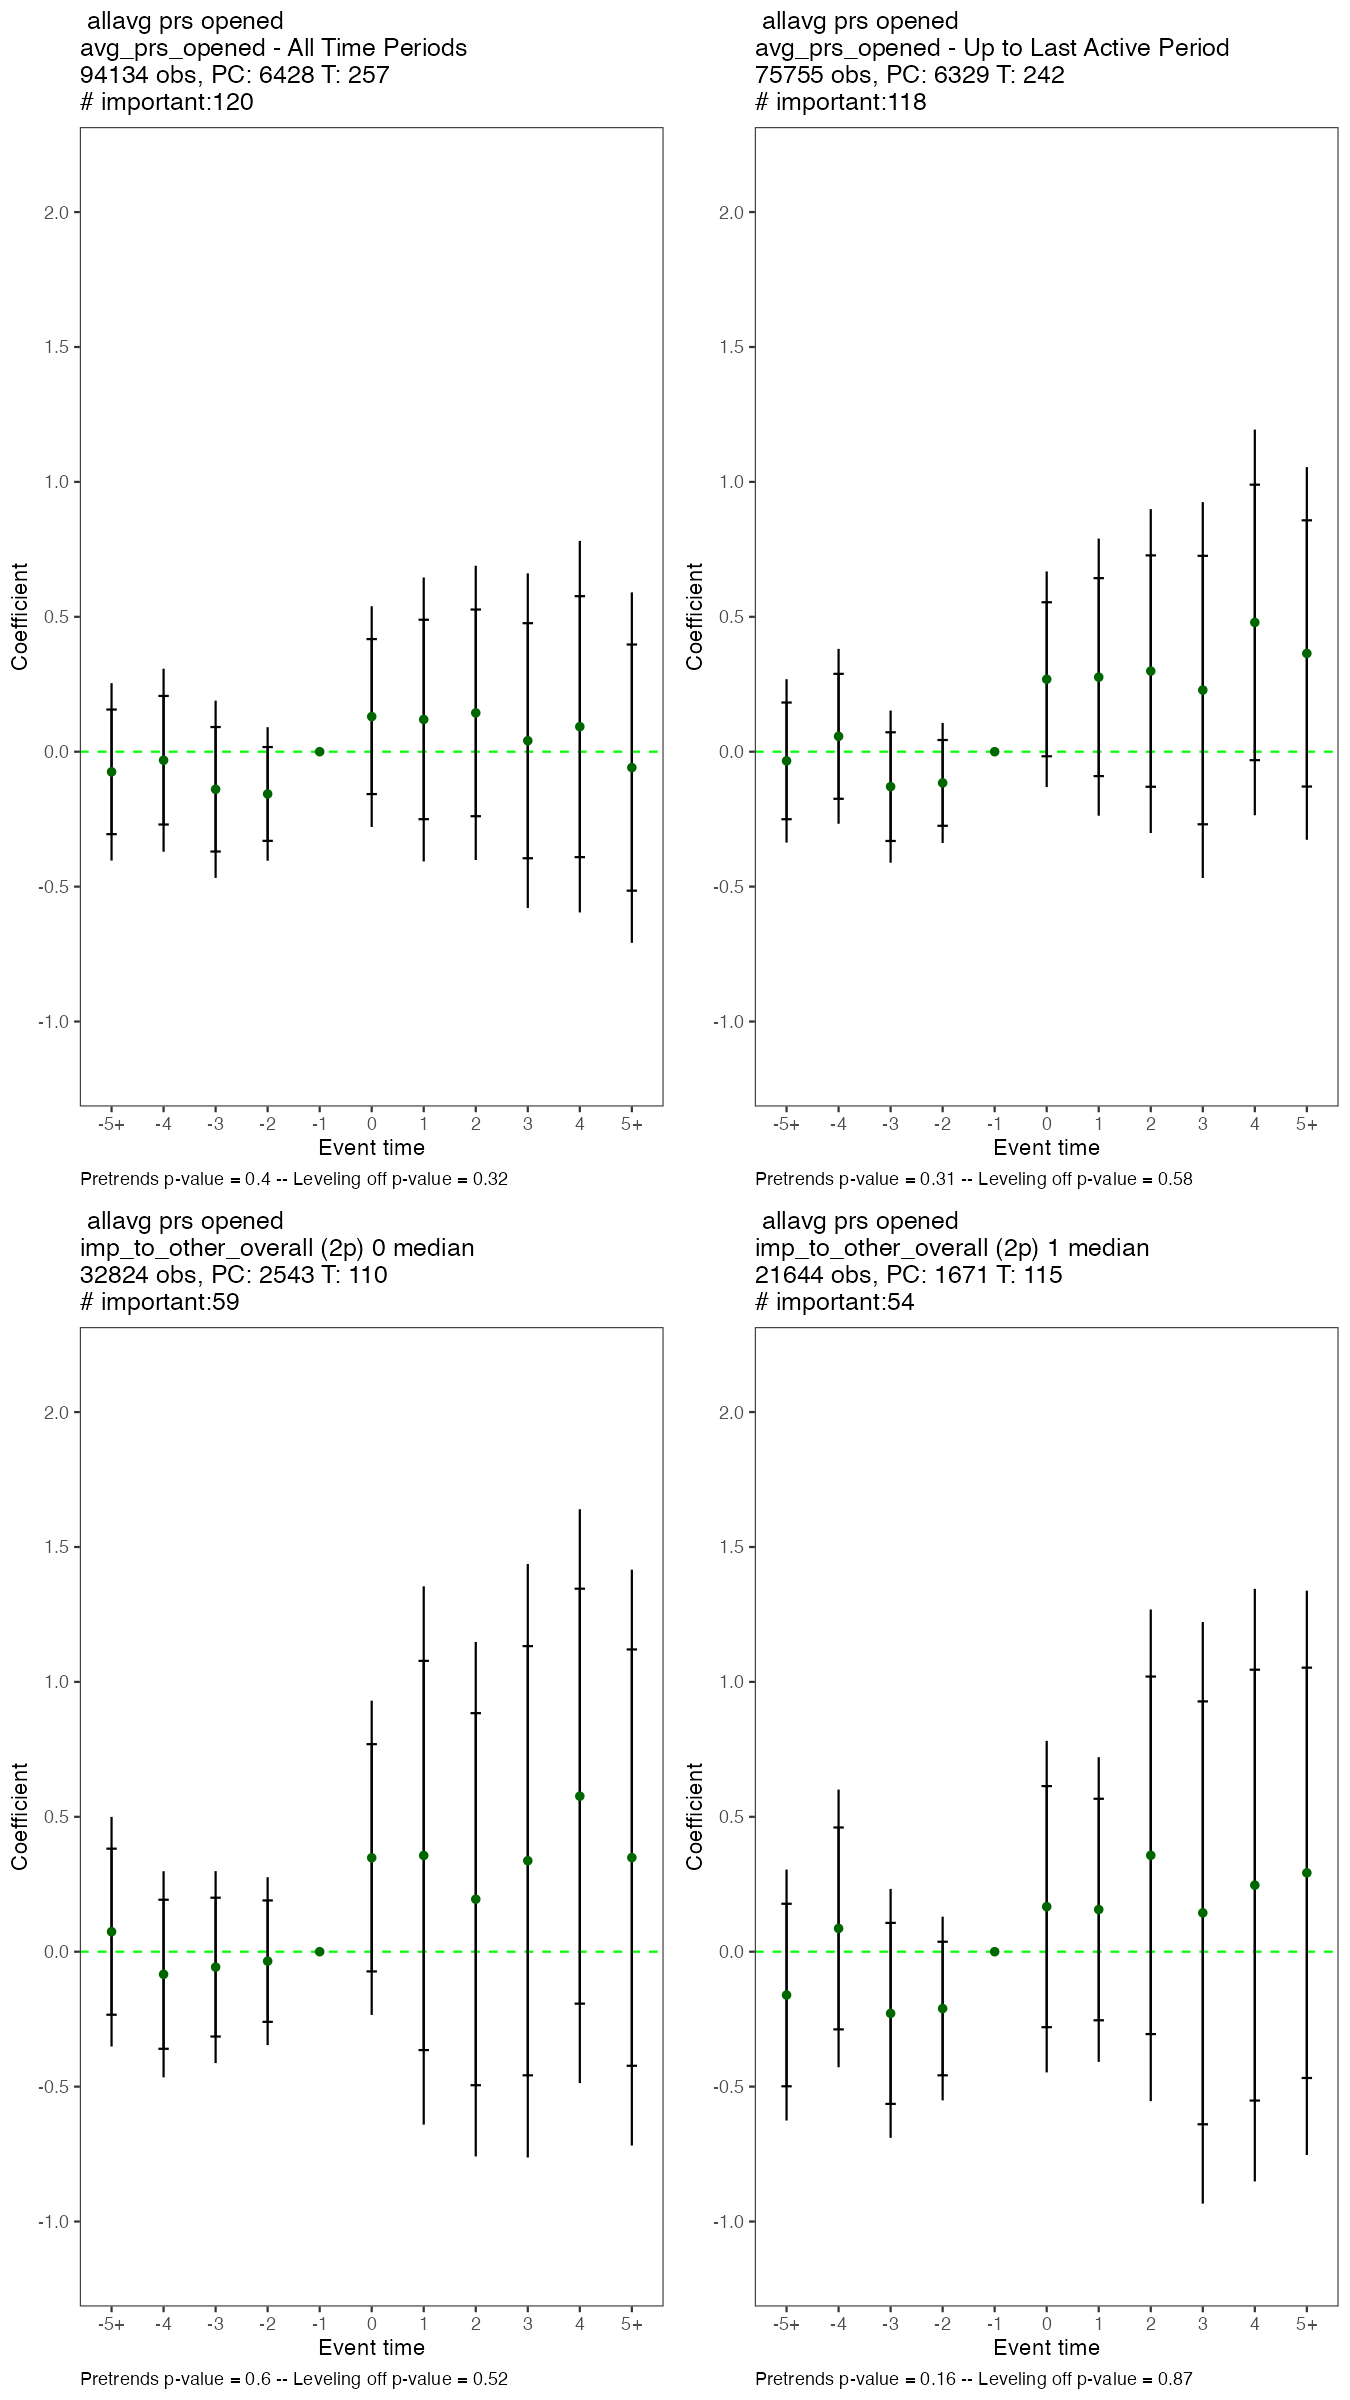 allavg prs opened
avg_prs_opened - All Time Periods
94134 obs, PC: 6428 T: 257
# important:120
2.0
1.5
1.0
0.5
0.0
-0.5
-1.0
Coefficient
-5+ -4 -3 -2 -1 0 1 2 3 4 5+
Event time
Pretrends p-value = 0.4 -- Leveling off p-value = 0.32
allavg prs opened
avg_prs_opened - Up to Last Active Period
75755 obs, PC: 6329 T: 242
# important:118
2.0
1.5
1.0
0.5
0.0
-0.5
-1.0
Coefficient
-5+ -4 -3 -2 -1 0 1 2 3 4 5+
Event time
Pretrends p-value = 0.31 -- Leveling off p-value = 0.58
allavg prs opened
imp_to_other_overall (2p) 0 median
32824 obs, PC: 2543 T: 110
# important:59
2.0
1.5
1.0
0.5
0.0
-0.5
-1.0
Coefficient
-5+ -4 -3 -2 -1 0 1 2 3 4 5+
Event time
Pretrends p-value = 0.6 -- Leveling off p-value = 0.52
allavg prs opened
imp_to_other_overall (2p) 1 median
21644 obs, PC: 1671 T: 115
# important:54
2.0
1.5
1.0
0.5
0.0
-0.5
-1.0
Coefficient
-5+ -4 -3 -2 -1 0 1 2 3 4 5+
Event time
Pretrends p-value = 0.16 -- Leveling off p-value = 0.87